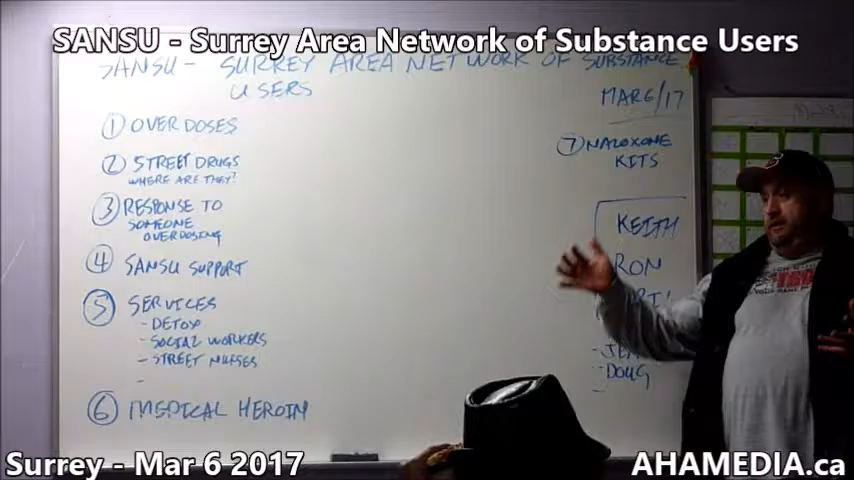 SANSU - Surrey Area Network of Substance Users
SANSU - SURREY AREA NETWORK OF SUBSTANCE
USERS
MAR 6/17
① OVERDOSES
② STREET DRUGS
WHERE ARE THEY?
③ RESPONSE TO
SOMEONE
OVERDOSING
④ SANSU SUPPORT
⑤ SERVICES
- DETOX
- SOCIAL WORKERS
- STREET NURSES
-
⑥ MEDICAL HEROIN
⑦ NALOXONE
KITS
KEITH
RON
DOUG
Surrey - Mar 6 2017
AHAMEDIA.ca